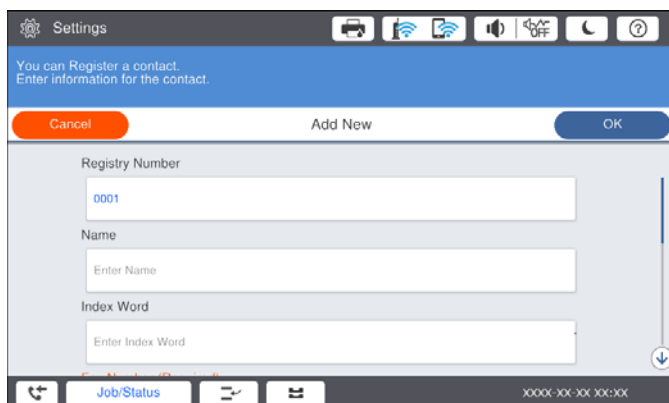 Settings
OFF
You can Register a contact.
Enter information for the contact.
Cancel
Add New
OK
Registry Number
0001
Name
Enter Name
Index Word
Enter Index Word
Job/Status
XXXX-XX-XX XX:XX